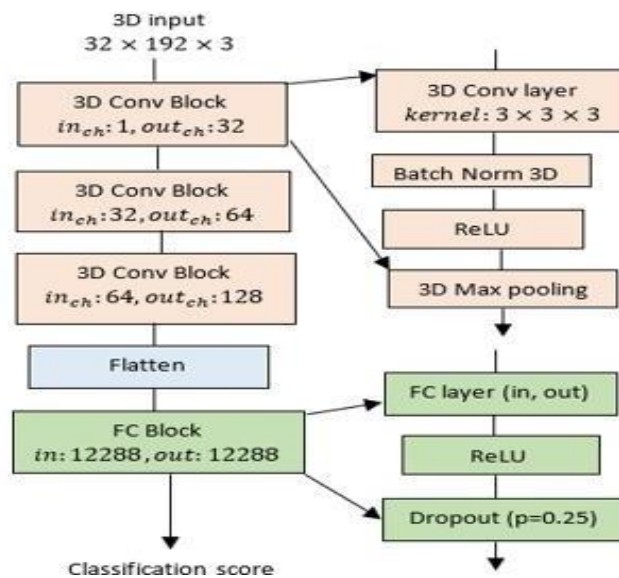 3D input
32 × 192 × 3
3D Conv Block
in_ch: 1, out_ch: 32
3D Conv Block
in_ch: 32, out_ch: 64
3D Conv Block
in_ch: 64, out_ch: 128
Flatten
FC Block
in: 12288, out: 12288
Classification score
3D Conv layer
kernel: 3 × 3 × 3
Batch Norm 3D
ReLU
3D Max pooling
FC layer (in, out)
ReLU
Dropout (p=0.25)